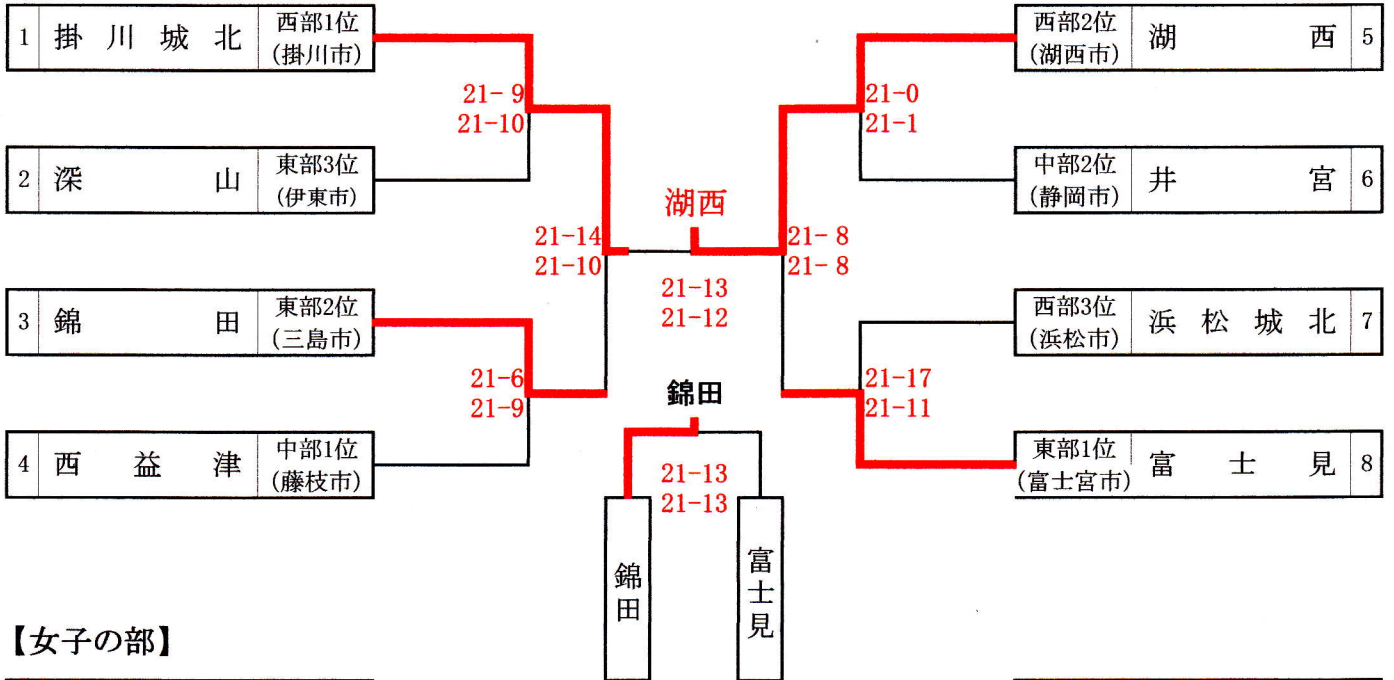 1 掛川城北 西部1位
(掛川市)
21-9
21-10
2 深山 東部3位
(伊東市)
21-14
21-10
3 錦田 東部2位
(三島市)
21-6
21-9
4 西益津 中部1位
(藤枝市)
湖西
21-13
21-12
錦田
21-13
21-13
錦田
富士見
西部2位 湖西 5
(湖西市)
21-0
21-1
中部2位 井宮 6
(静岡市)
21-8
21-8
西部3位 浜松城北 7
(浜松市)
21-17
21-11
東部1位 富士見 8
(富士宮市)
【女子の部】